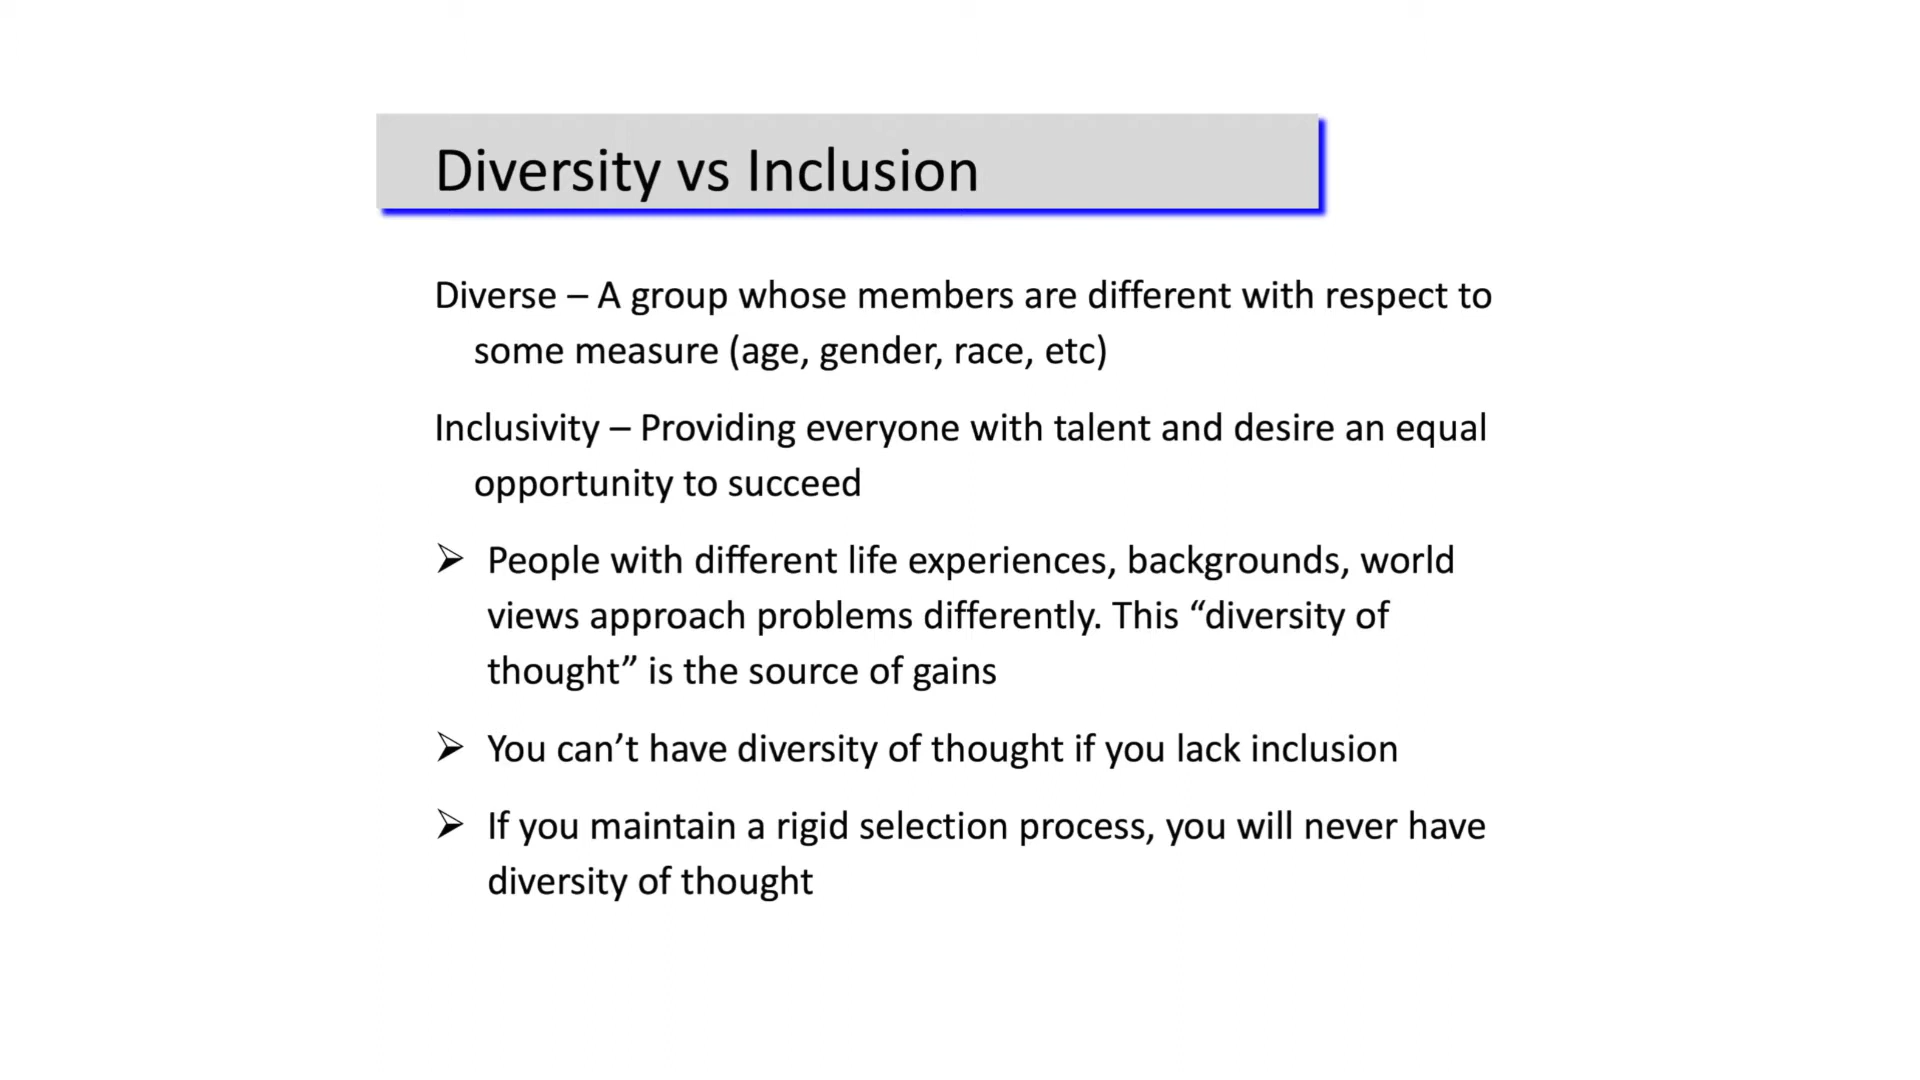 Diversity vs Inclusion
Diverse – A group whose members are different with respect to
some measure (age, gender, race, etc)
Inclusivity – Providing everyone with talent and desire an equal
opportunity to succeed
➢ People with different life experiences, backgrounds, world
views approach problems differently. This “diversity of
thought” is the source of gains
➢ You can’t have diversity of thought if you lack inclusion
➢ If you maintain a rigid selection process, you will never have
diversity of thought